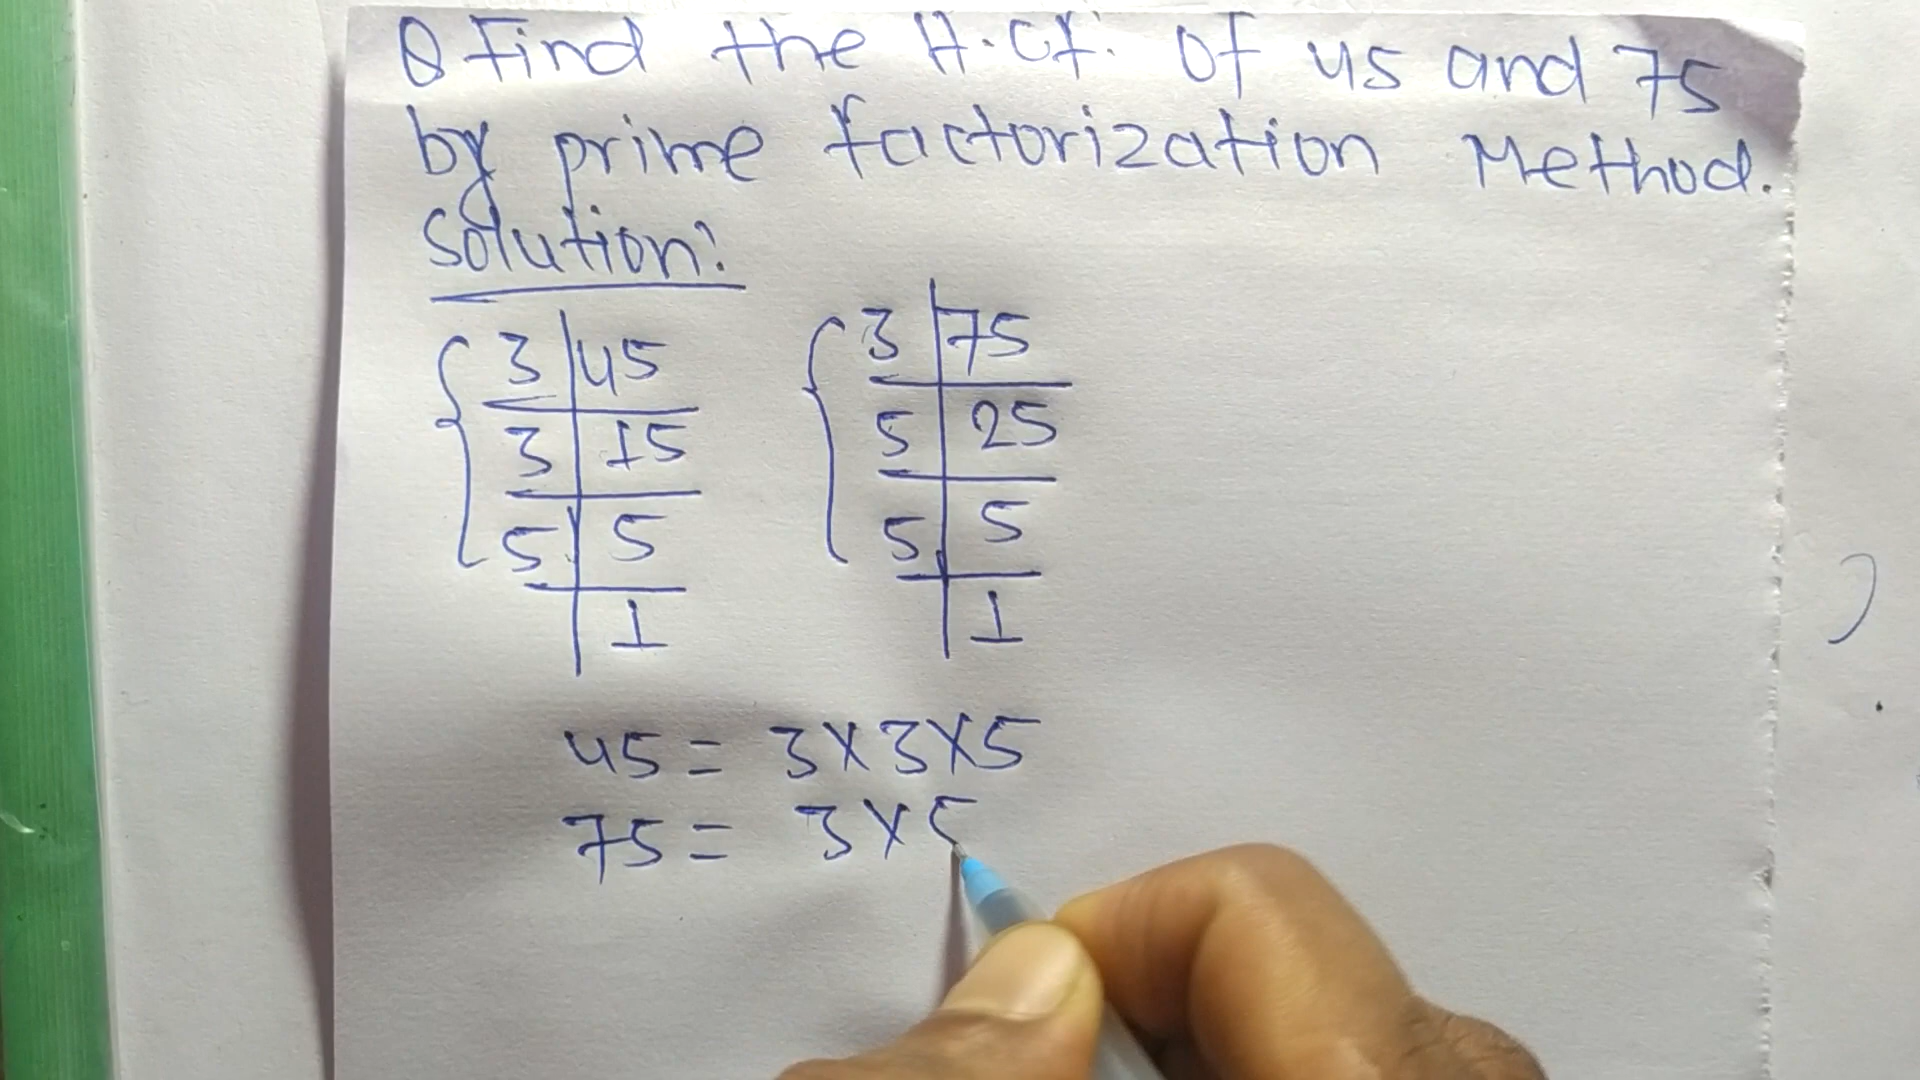 Q Find the H.C.F. of 45 and 75
by prime factorization Method.
Solution:
3 45
3 15
5 5
1
3 75
5 25
5 5
1
45 = 3×3×5
75 = 3×5